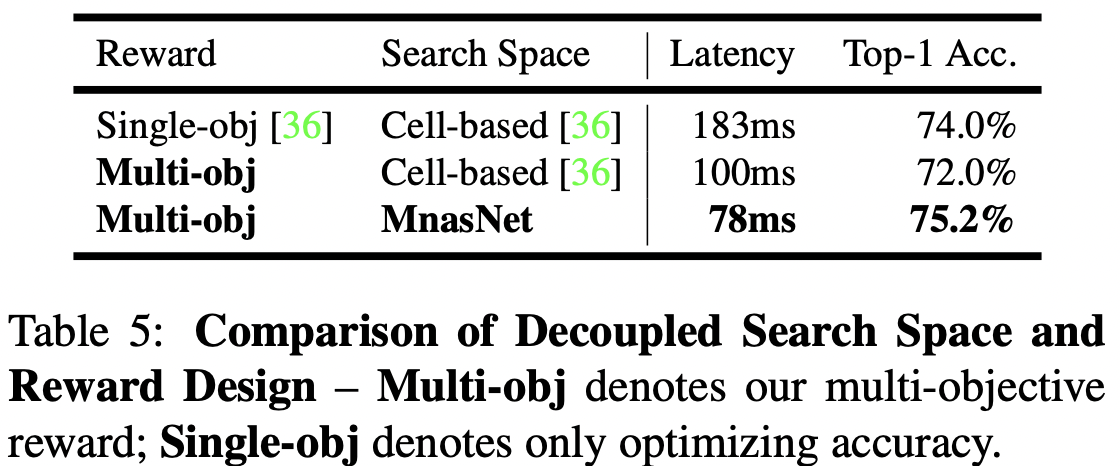 Reward Search Space Latency Top-1 Acc.
Single-obj [36] Cell-based [36] 183ms 74.0%
Multi-obj Cell-based [36] 100ms 72.0%
Multi-obj MnasNet 78ms 75.2%
Table 5: Comparison of Decoupled Search Space and
Reward Design – Multi-obj denotes our multi-objective
reward; Single-obj denotes only optimizing accuracy.